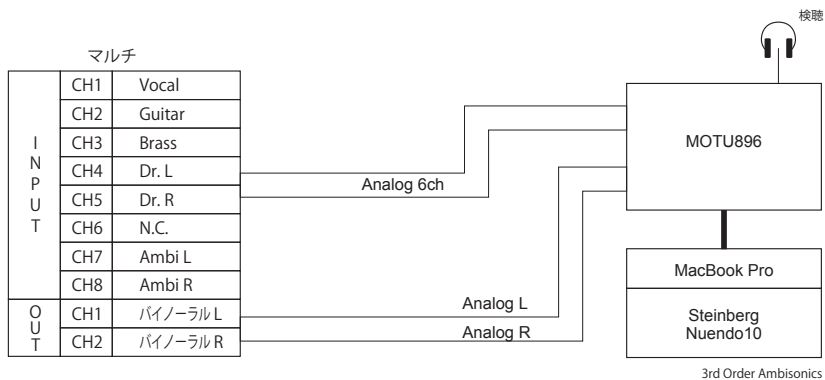 検聴
マルチ
INPUT
CH1 Vocal
CH2 Guitar
CH3 Brass
CH4 Dr. L
CH5 Dr. R
CH6 N.C.
CH7 Ambi L
CH8 Ambi R
OUT
CH1 バイノーラル L
CH2 バイノーラル R
Analog 6ch
Analog L
Analog R
MOTU896
MacBook Pro
Steinberg
Nuendo10
3rd Order Ambisonics